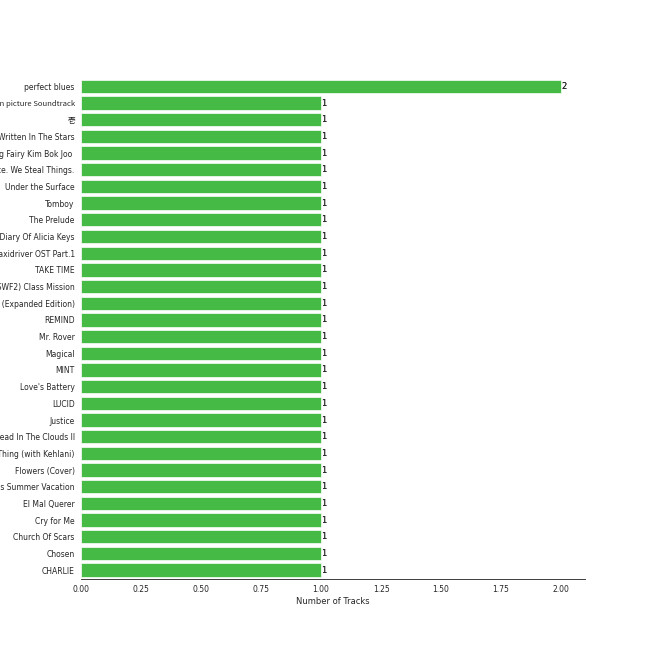 perfect blues 2
n picture Soundtrack 1
1
Written In The Stars 1
g Fairy Kim Bok Joo 1
ce. We Steal Things. 1
Under the Surface 1
Tomboy 1
The Prelude 1
Diary Of Alicia Keys 1
axidriver OST Part.1 1
TAKE TIME 1
SWF2) Class Mission 1
(Expanded Edition) 1
REMIND 1
Mr. Rover 1
Magical 1
MINT 1
Love's Battery 1
LUCID 1
Justice 1
ead In The Clouds II 1
Thing (with Kehlani) 1
Flowers (Cover) 1
s Summer Vacation 1
El Mal Querer 1
Cry for Me 1
Church Of Scars 1
Chosen 1
CHARLIE 1
0.00 0.25 0.50 0.75 1.00 1.25 1.50 1.75 2.00
Number of Tracks